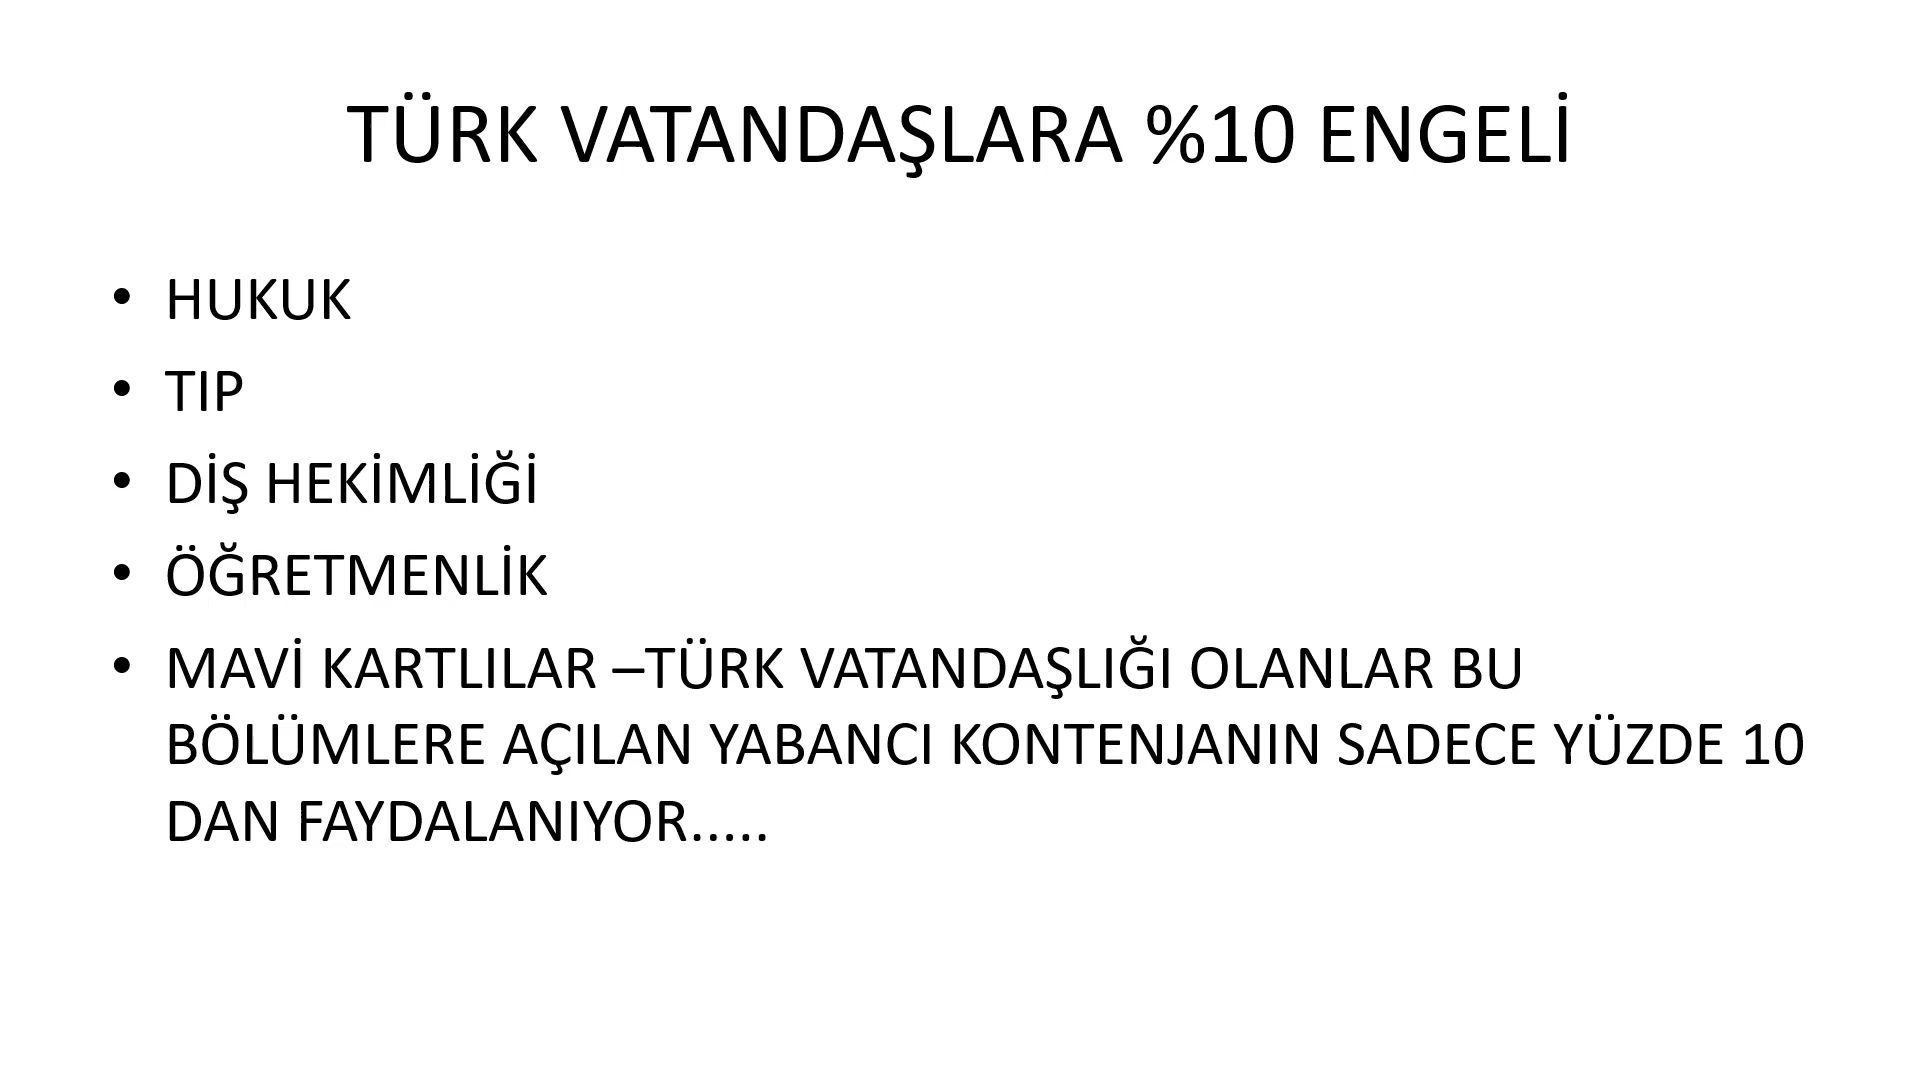 TÜRK VATANDAŞLARA %10 ENGELİ
• HUKUK
• TIP
• DİŞ HEKİMLİĞİ
• ÖĞRETMENLİK
• MAVİ KARTLILAR –TÜRK VATANDAŞLIĞI OLANLAR BU
BÖLÜMLERE AÇILAN YABANCI KONTENJANIN SADECE YÜZDE 10
DAN FAYDALANIYOR.....